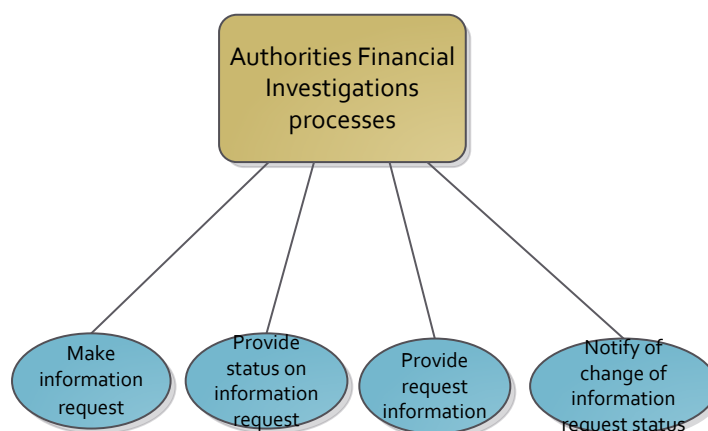 Authorities Financial
Investigations
processes
Make
information
request
Provide
status on
information
request
Provide
request
information
Notify of
change of
information
request status